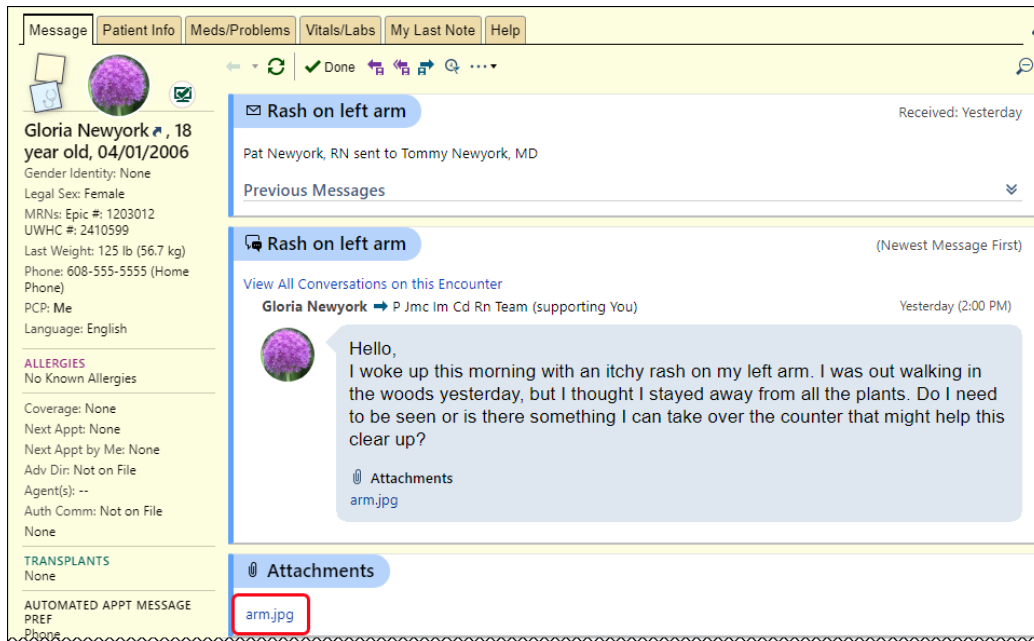 Message Patient Info Meds/Problems Vitals/Labs My Last Note Help
Done
Gloria Newyork , 18
year old, 04/01/2006
Gender Identity: None
Legal Sex: Female
MRNs: Epic #: 1203012
UWHC #: 2410599
Last Weight: 125 lb (56.7 kg)
Phone: 608-555-5555 (Home
Phone)
PCP: Me
Language: English
ALLERGIES
No Known Allergies
Coverage: None
Next Appt: None
Next Appt by Me: None
Adv Dir: Not on File
Agent(s): --
Auth Comm: Not on File
None
TRANSPLANTS
None
AUTOMATED APPT MESSAGE
PREF
Phone
Rash on left arm
Received: Yesterday
Pat Newyork, RN sent to Tommy Newyork, MD
Previous Messages
Rash on left arm
(Newest Message First)
View All Conversations on this Encounter
Gloria Newyork ➡ P Jmc Im Cd Rn Team (supporting You)
Yesterday (2:00 PM)
Hello,
I woke up this morning with an itchy rash on my left arm. I was out walking in
the woods yesterday, but I thought I stayed away from all the plants. Do I need
to be seen or is there something I can take over the counter that might help this
clear up?
Attachments
arm.jpg
Attachments
arm.jpg